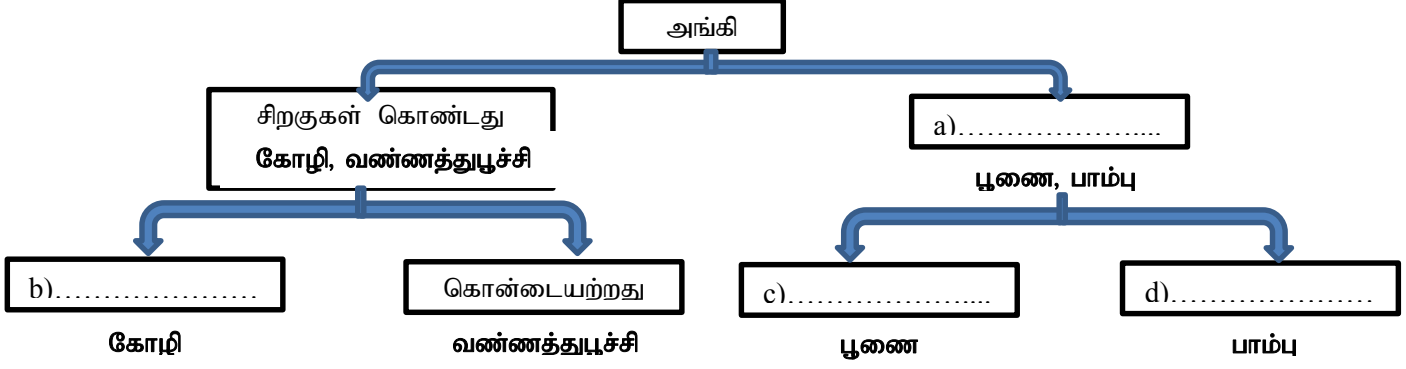 அங்கி
சிறகுகள் கொண்டது
கோழி, வண்ணத்துபூச்சி
a)………………....
பூணை, பாம்பு
b)…………………
கொன்டையற்றது
c)………………....
d)…………………
கோழி
வண்ணத்துபூச்சி
பூணை
பாம்பு